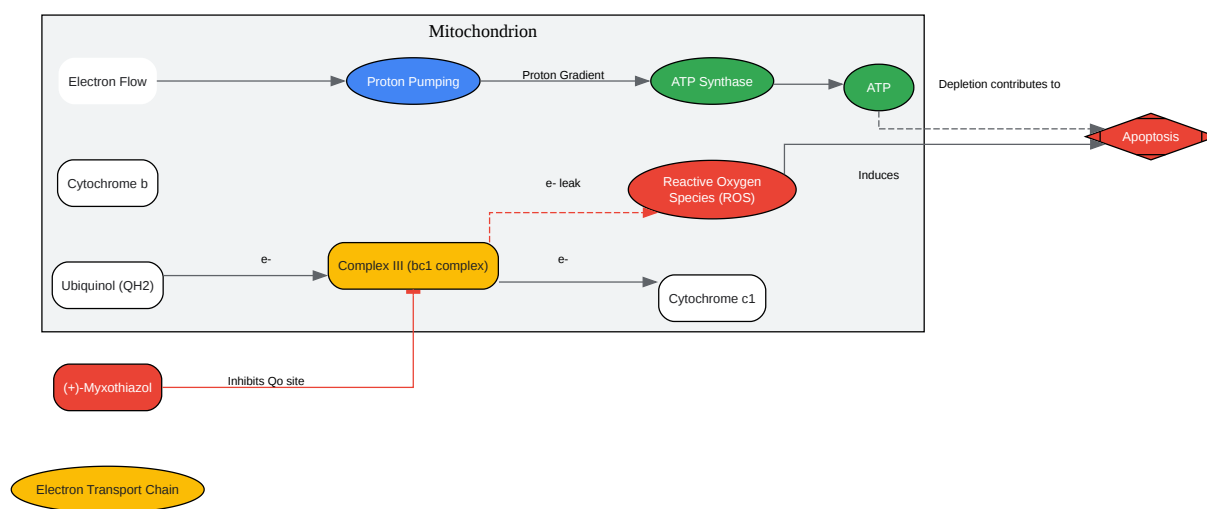 Mitochondrion
Electron Flow
Proton Pumping
Proton Gradient
ATP Synthase
ATP
Depletion contributes to
Apoptosis
Cytochrome b
e- leak
Reactive Oxygen
Species (ROS)
Induces
Ubiquinol (QH2)
e-
Complex III (bc1 complex)
e-
Cytochrome c1
(+)-Myxothiazol
Inhibits Qo site
Electron Transport Chain